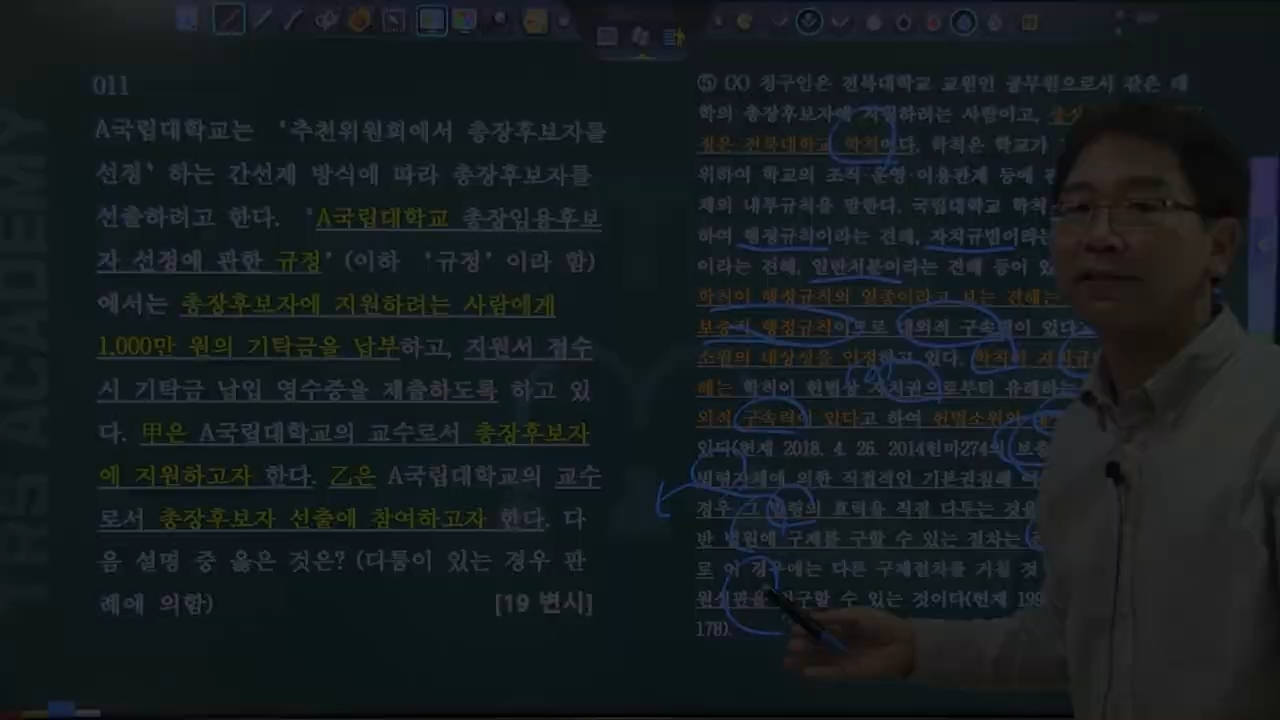 011
A국립대학교는 '추천위원회에서 총장후보자를
선정' 하는 간선제 방식에 따라 총장후보자를
선출하려고 한다. 'A국립대학교 총장임용후보
자 선정에 관한 규정' (이하 '규정' 이라 함)
에서는 총장후보자에 지원하려는 사람에게
1,000만 원의 기탁금을 납부하고, 지원서 접수
시 기탁금 납입 영수증을 제출하도록 하고 있
다. 甲은 A국립대학교의 교수로서 총장후보자
에 지원하고자 한다. 乙은 A국립대학교의 교수
로서 총장후보자 선출에 참여하고자 한다. 다
음 설명 중 옳은 것은? (다툼이 있는 경우 판
례에 의함)
[19 변시]
⑤ (X) 청구인은 전북대학교 교원인 공무원으로서 같은 대
학의 총장후보자에 지원하려는 사람이고,
전북대학교 학칙이다. 학칙은 학교가
위하여 학교의 조직·운영·이용관계 등에
제의 내부규칙을 말한다. 국립대학교 학칙
하여 행정규칙이라는 견해, 자치규범이라는
이라는 견해, 일반처분이라는 견해 등이 있
학칙이 행정규칙의 일종이라고 보는 견해는
보충적 행정규칙이므로 대외적 구속력이 있다고
소원의 대상성을 인정하고 있다. 학칙이 자치규
해는 학칙이 헌법상 자치권으로부터 유래하는
외적 구속력이 있다고 하여 헌법소원의
있다(헌재 2018. 4. 26. 2014헌마274의 보충
법령자체에 의한 직접적인 기본권침해
경우 그 법령의 효력을 직접 다투는 것을
반 법원에 구제를 구할 수 있는 절차는
로 이 경우에는 다른 구제절차를 거칠 것
원심판을 청구할 수 있는 것이다(헌재
178).
TRS ACADEMY